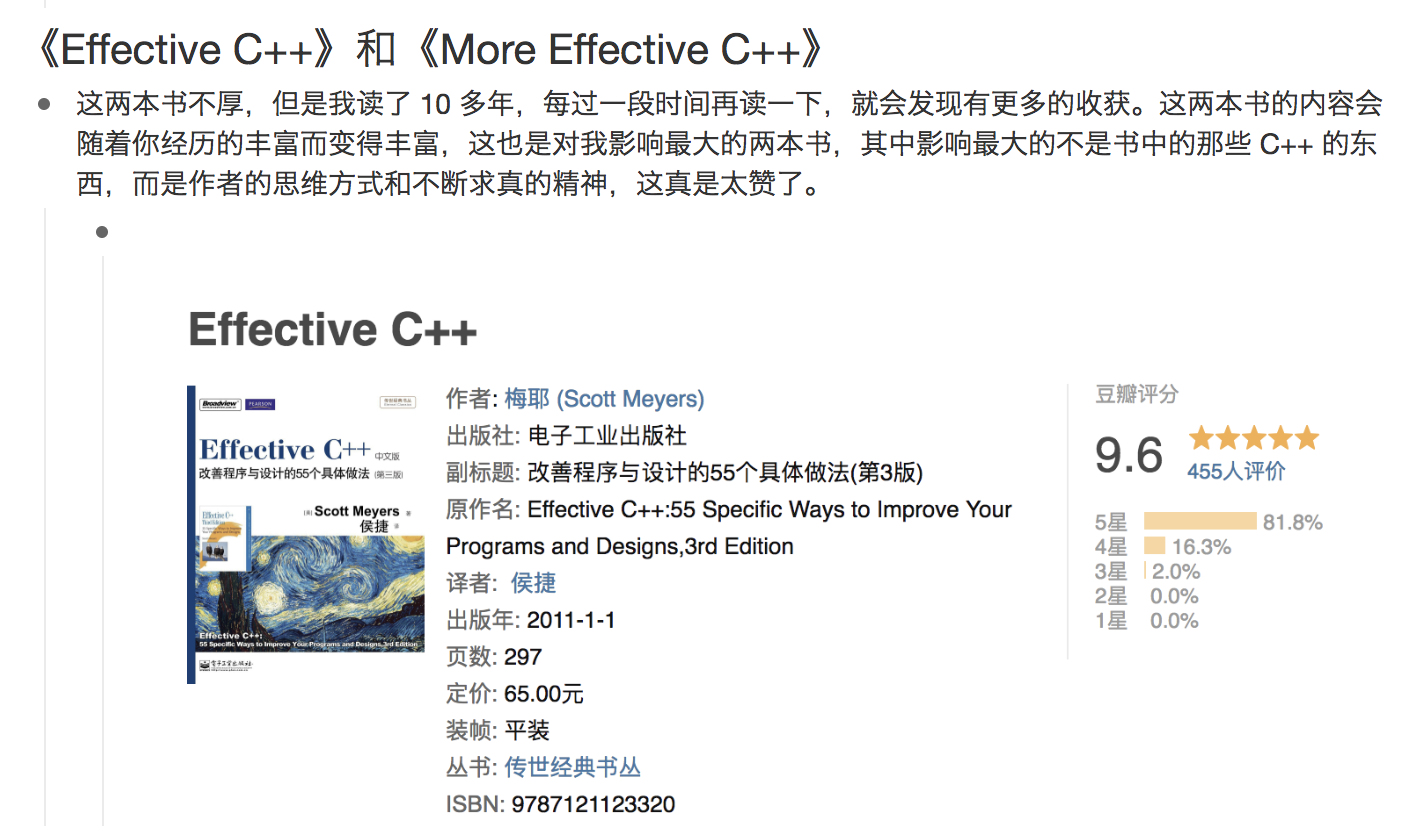 《Effective C++》和《More Effective C++》
这两本书不厚，但是我读了 10 多年，每过一段时间再读一下，就会发现有更多的收获。这两本书的内容会
随着你经历的丰富而变得丰富，这也是对我影响最大的两本书，其中影响最大的不是书中的那些 C++ 的东
西，而是作者的思维方式和不断求真的精神，这真是太赞了。
Effective C++
Broadview
PEARSON
Effective C++ 中文版
改善程序与设计的55个具体做法 (第三版)
[美] Scott Meyers 著
侯捷 译
Effective C++:
55 Specific Ways to Improve Your Programs and Designs,3rd Edition
电子工业出版社
作者: 梅耶 (Scott Meyers)
出版社: 电子工业出版社
副标题: 改善程序与设计的55个具体做法(第3版)
原作名: Effective C++:55 Specific Ways to Improve Your
Programs and Designs,3rd Edition
译者: 侯捷
出版年: 2011-1-1
页数: 297
定价: 65.00元
装帧: 平装
丛书: 传世经典书丛
ISBN: 9787121123320
豆瓣评分
9.6
455人评价
5星 81.8%
4星 16.3%
3星 2.0%
2星 0.0%
1星 0.0%